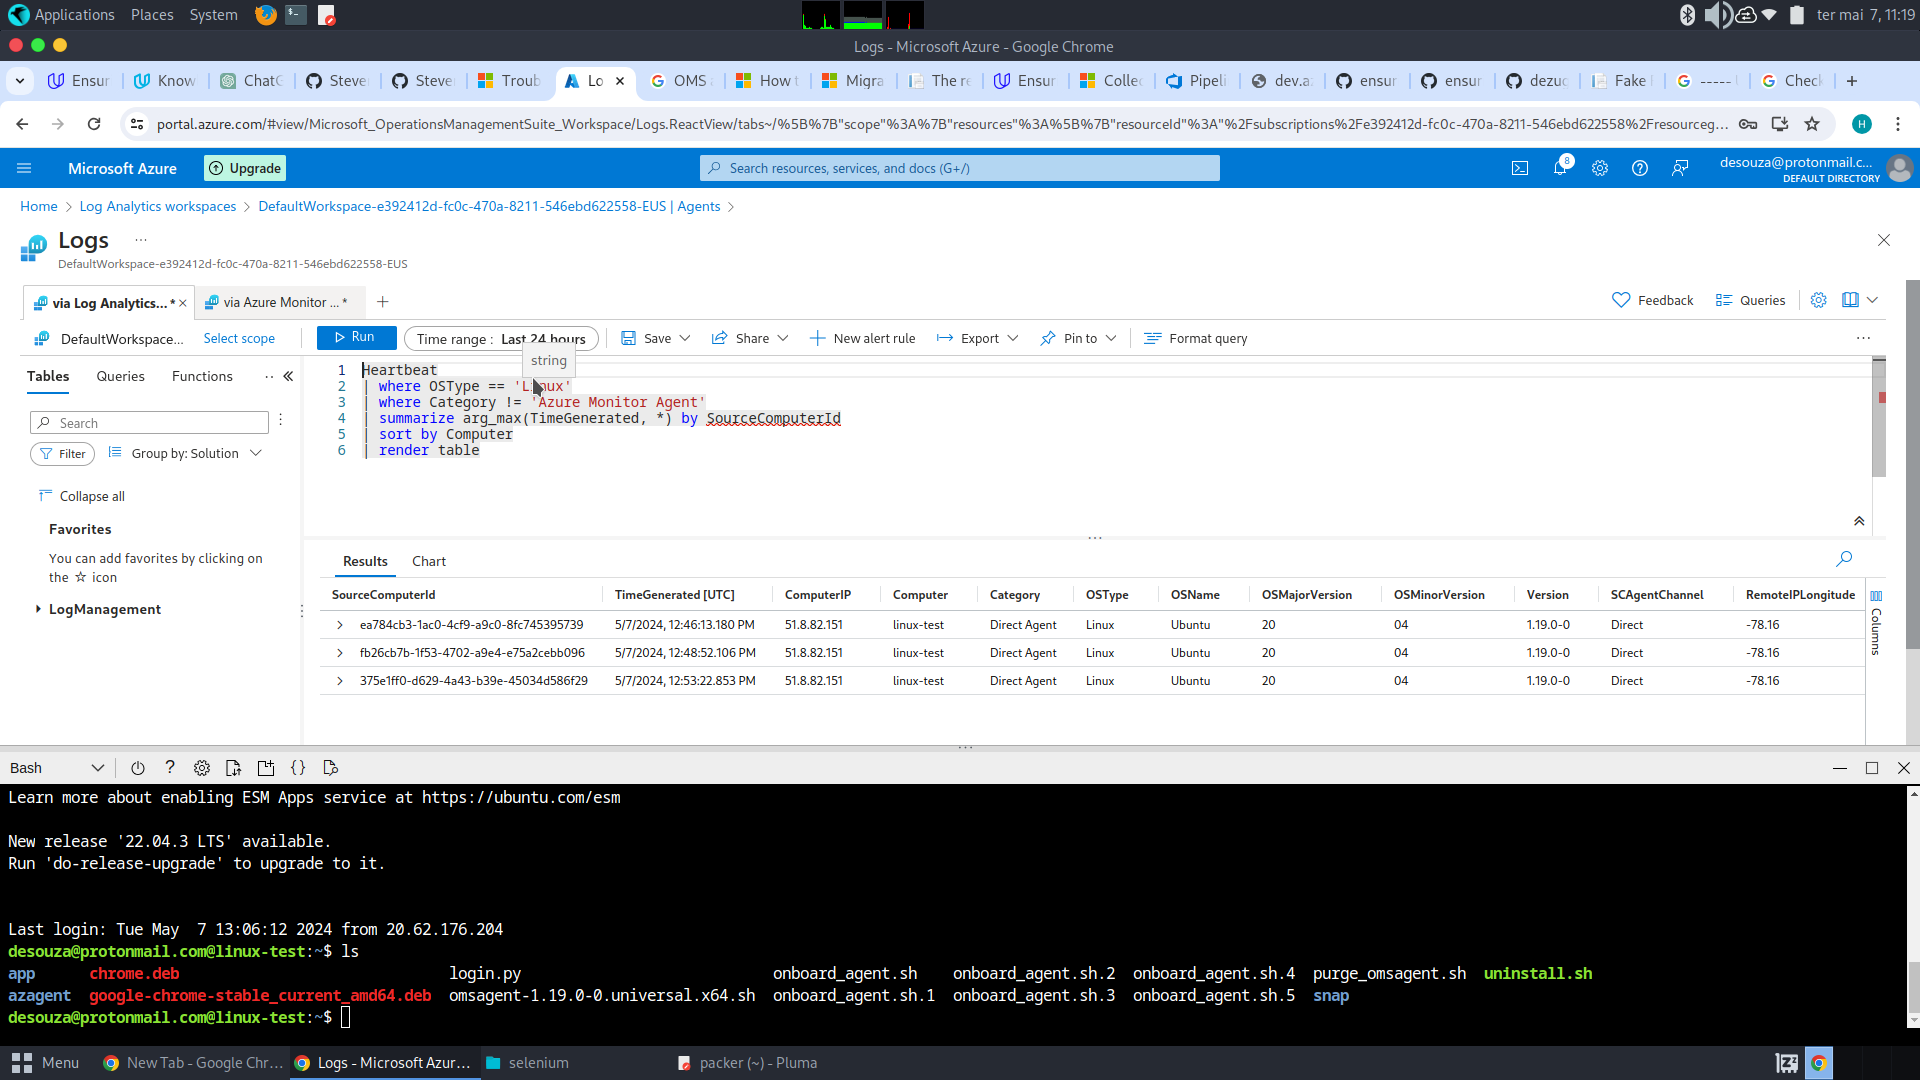 Applications Places System
ter mai 7, 11:19
Logs - Microsoft Azure - Google Chrome
Ensur Know ChatG Steve Steve Troub Lo OMS How t Migra The re Ensur Collec Pipeli dev.a ensur ensur dezuc Fake ----- Check
portal.azure.com/#view/Microsoft_OperationsManagementSuite_Workspace/Logs.ReactView/tabs~/%5B%7B"scope"%3A%7B"resources"%3A%5B%7B"resourceId"%3A"%2Fsubscriptions%2Fe392412d-fc0c-470a-8211-546ebd622558%2Fresourceg...
H
Microsoft Azure
Upgrade
Search resources, services, and docs (G+/)
8
desouza@protonmail.c...
DEFAULT DIRECTORY
Home > Log Analytics workspaces > DefaultWorkspace-e392412d-fc0c-470a-8211-546ebd622558-EUS | Agents >
Logs ...
DefaultWorkspace-e392412d-fc0c-470a-8211-546ebd622558-EUS
via Log Analytics... *
via Azure Monitor ... *
Feedback
Queries
DefaultWorkspace...
Select scope
Run
Time range : Last 24 hours
Save
Share
New alert rule
Export
Pin to
Format query
string
Tables
Queries
Functions
Search
Filter
Group by: Solution
Collapse all
Favorites
You can add favorites by clicking on
the ☆ icon
LogManagement
1 Heartbeat
2 | where OSType == 'Linux'
3 | where Category != 'Azure Monitor Agent'
4 | summarize arg_max(TimeGenerated, *) by SourceComputerId
5 | sort by Computer
6 | render table
Results
Chart
SourceComputerId TimeGenerated [UTC] ComputerIP Computer Category OSType OSName OSMajorVersion OSMinorVersion Version SCAgentChannel RemoteIPLongitude
ea784cb3-1ac0-4cf9-a9c0-8fc745395739 5/7/2024, 12:46:13.180 PM 51.8.82.151 linux-test Direct Agent Linux Ubuntu 20 04 1.19.0-0 Direct -78.16
fb26cb7b-1f53-4702-a9e4-e75a2cebb096 5/7/2024, 12:48:52.106 PM 51.8.82.151 linux-test Direct Agent Linux Ubuntu 20 04 1.19.0-0 Direct -78.16
375e1ff0-d629-4a43-b39e-45034d586f29 5/7/2024, 12:53:22.853 PM 51.8.82.151 linux-test Direct Agent Linux Ubuntu 20 04 1.19.0-0 Direct -78.16
Columns
Bash
Learn more about enabling ESM Apps service at https://ubuntu.com/esm
New release '22.04.3 LTS' available.
Run 'do-release-upgrade' to upgrade to it.
Last login: Tue May  7 13:06:12 2024 from 20.62.176.204
desouza@protonmail.com@linux-test:~$ ls
app chrome.deb login.py onboard_agent.sh onboard_agent.sh.2 onboard_agent.sh.4 purge_omsagent.sh uninstall.sh
azagent google-chrome-stable_current_amd64.deb omsagent-1.19.0-0.universal.x64.sh onboard_agent.sh.1 onboard_agent.sh.3 onboard_agent.sh.5 snap
desouza@protonmail.com@linux-test:~$
Menu
New Tab - Google Chr...
Logs - Microsoft Azur...
selenium
packer (~) - Pluma